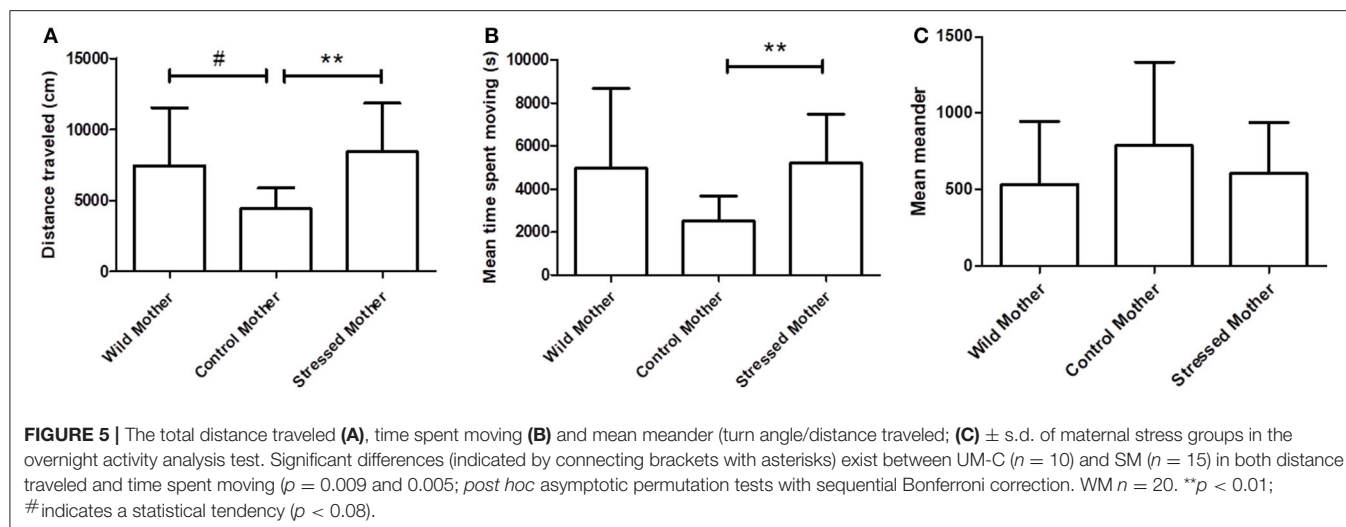 A
Distance traveled (cm)
15000
10000
5000
0
#
**
Wild Mother
Control Mother
Stressed Mother
B
Mean time spent moving (s)
10000
8000
6000
4000
2000
0
**
Wild Mother
Control Mother
Stressed Mother
C
Mean meander
1500
1000
500
0
Wild Mother
Control Mother
Stressed Mother
FIGURE 5 | The total distance traveled (A), time spent moving (B) and mean meander (turn angle/distance traveled; (C) ± s.d. of maternal stress groups in the
overnight activity analysis test. Significant differences (indicated by connecting brackets with asterisks) exist between UM-C (n = 10) and SM (n = 15) in both distance
traveled and time spent moving (p = 0.009 and 0.005; post hoc asymptotic permutation tests with sequential Bonferroni correction. WM n = 20. **p < 0.01;
#indicates a statistical tendency (p < 0.08).